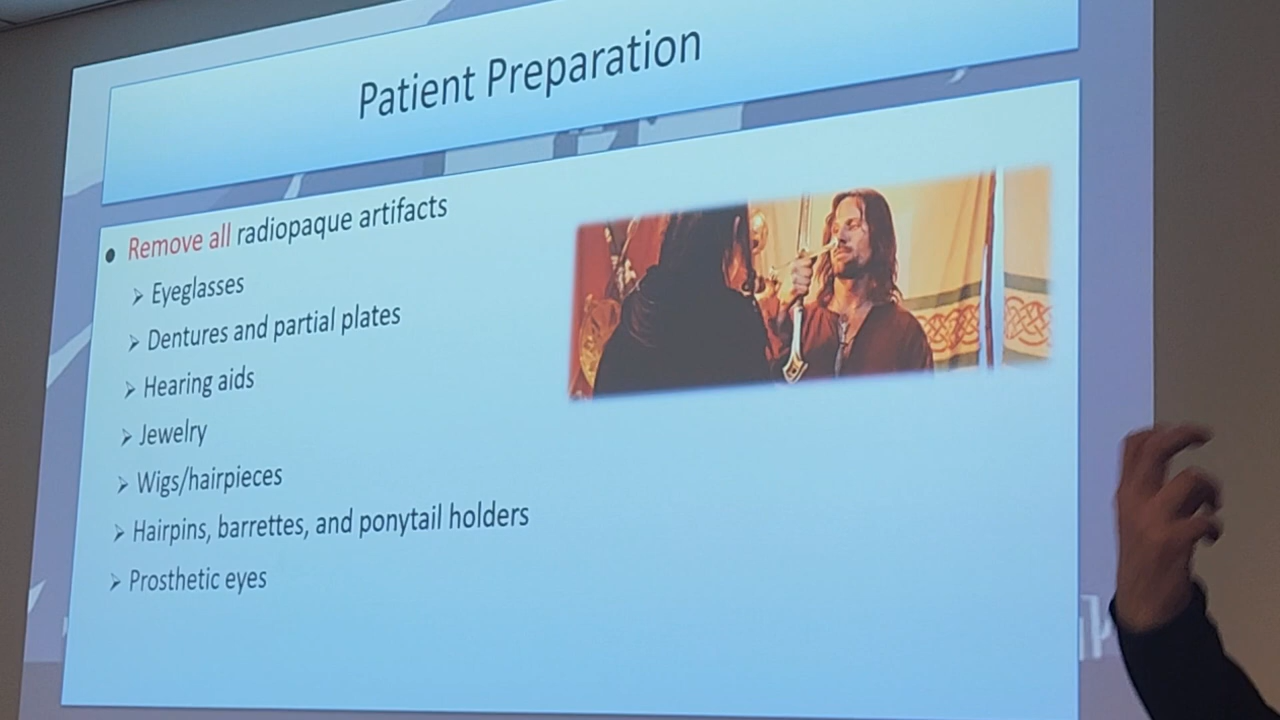 Patient Preparation
Remove all radiopaque artifacts
Eyeglasses
Dentures and partial plates
Hearing aids
Jewelry
Wigs/hairpieces
Hairpins, barrettes, and ponytail holders
Prosthetic eyes